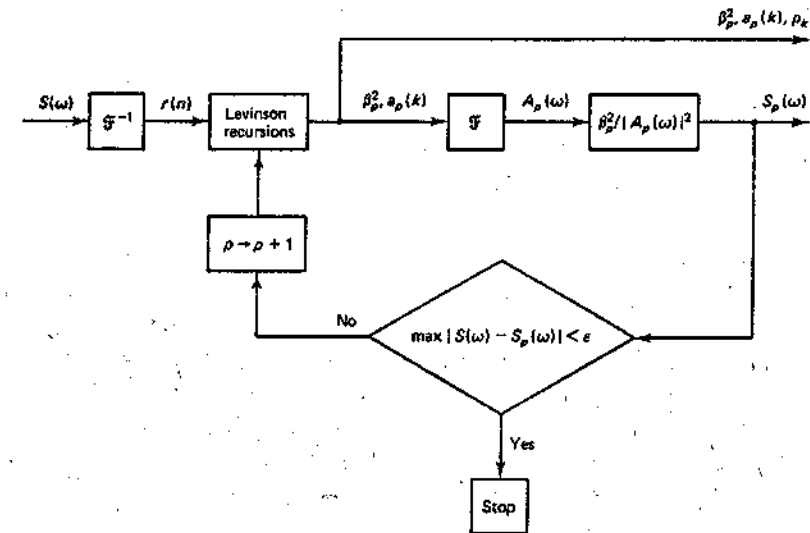 β²ₚ, aₚ(k), ρₖ
S(ω)
𝔉⁻¹
r(n)
Levinson
recursions
β²ₚ, aₚ(k)
𝔉
Aₚ(ω)
β²ₚ/|Aₚ(ω)|²
Sₚ(ω)
p → p + 1
No
max |S(ω) − Sₚ(ω)| < ε
Yes
Stop